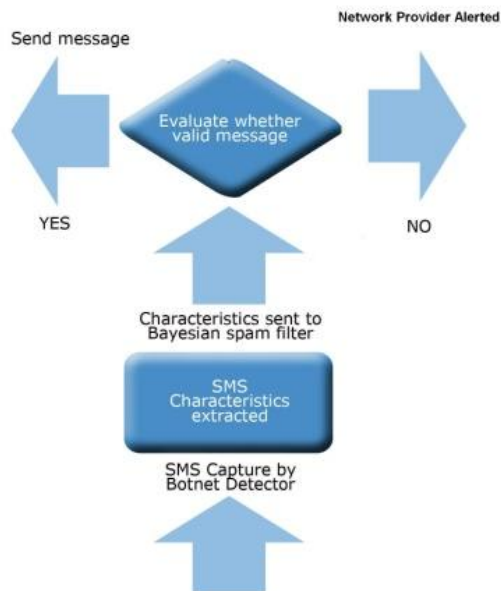 Network Provider Alerted
Send message
Evaluate whether
valid message
YES
NO
Characteristics sent to
Bayesian spam filter
SMS
Characteristics
extracted
SMS Capture by
Botnet Detector